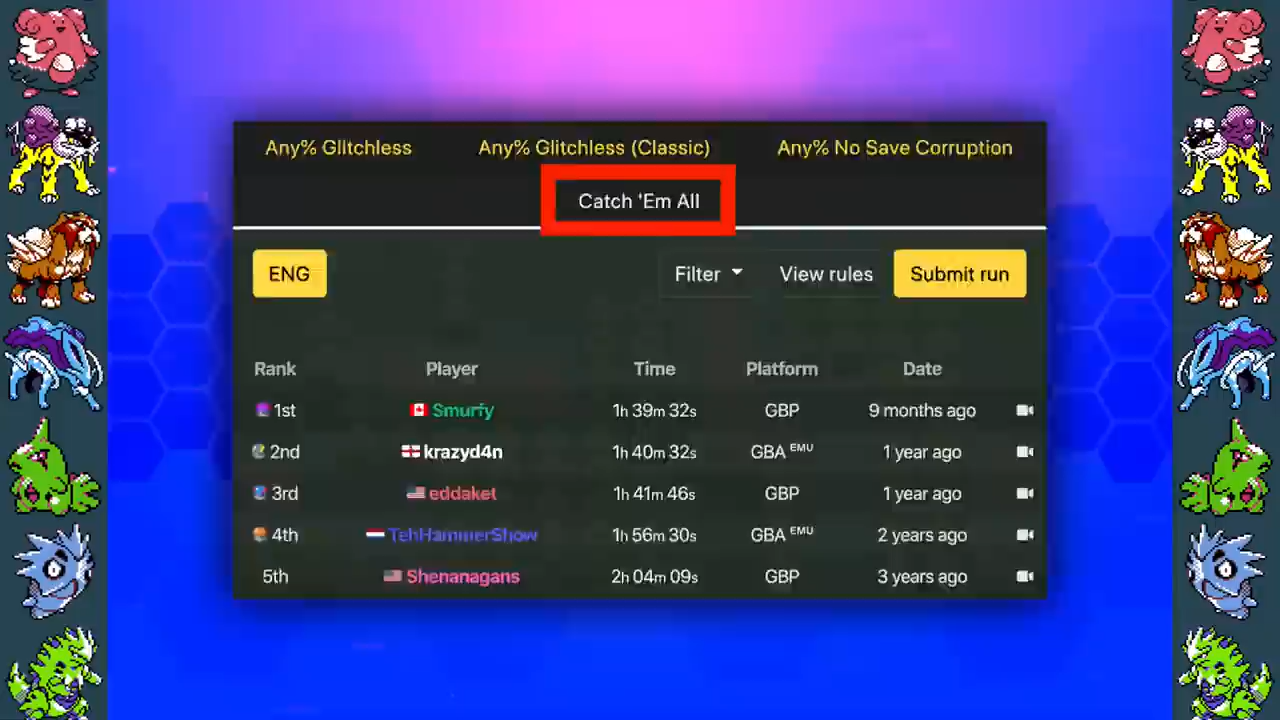 Any% Glitchless Any% Glitchless (Classic) Any% No Save Corruption
Catch 'Em All
ENG Filter View rules Submit run
Rank Player Time Platform Date
1st Smurfy 1h 39m 32s GBP 9 months ago
2nd krazyd4n 1h 40m 32s GBA EMU 1 year ago
3rd eddaket 1h 41m 46s GBP 1 year ago
4th TehHammerShow 1h 56m 30s GBA EMU 2 years ago
5th Shenanagans 2h 04m 09s GBP 3 years ago